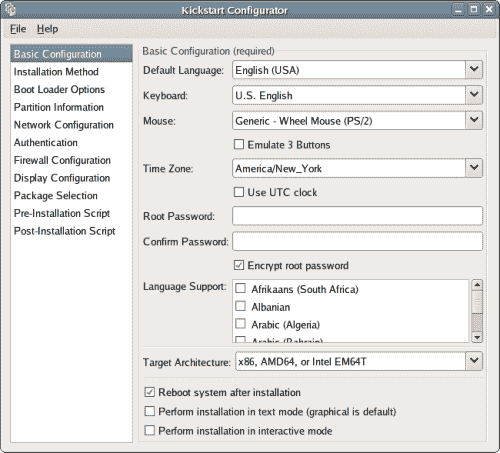 Kickstart Configurator
File Help
Basic Configuration
Installation Method
Boot Loader Options
Partition Information
Network Configuration
Authentication
Firewall Configuration
Display Configuration
Package Selection
Pre-Installation Script
Post-Installation Script
Basic Configuration (required)
Default Language: English (USA)
Keyboard: U.S. English
Mouse: Generic - Wheel Mouse (PS/2)
Emulate 3 Buttons
Time Zone: America/New_York
Use UTC clock
Root Password:
Confirm Password:
Encrypt root password
Language Support: Afrikaans (South Africa)
Albanian
Arabic (Algeria)
Arabic (Bahrain)
Target Architecture: x86, AMD64, or Intel EM64T
Reboot system after installation
Perform installation in text mode (graphical is default)
Perform installation in interactive mode